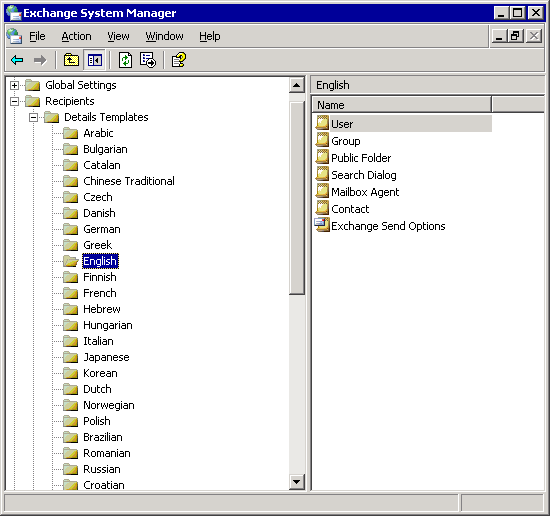 Exchange System Manager
File Action View Window Help
Global Settings
Recipients
Details Templates
Arabic
Bulgarian
Catalan
Chinese Traditional
Czech
Danish
German
Greek
English
Finnish
French
Hebrew
Hungarian
Italian
Japanese
Korean
Dutch
Norwegian
Polish
Brazilian
Romanian
Russian
Croatian
English
Name
User
Group
Public Folder
Search Dialog
Mailbox Agent
Contact
Exchange Send Options